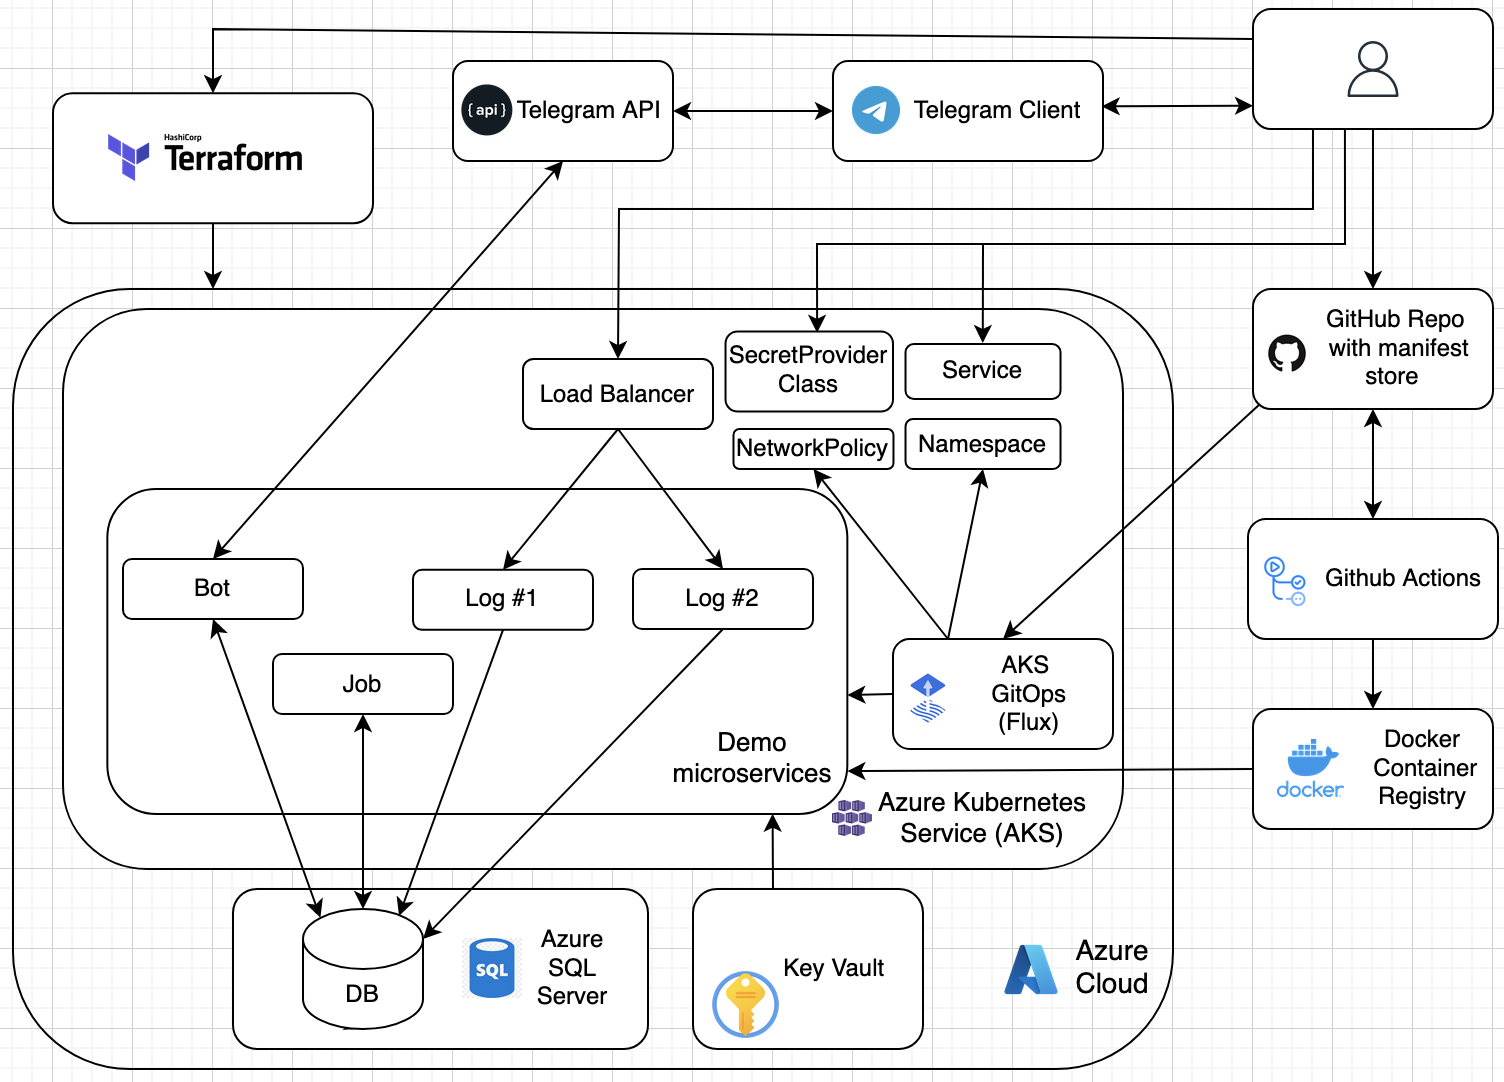 { api }
Telegram API
Telegram Client
HashiCorp
Terraform
GitHub Repo
with manifest
store
SecretProvider
Class
Service
Load Balancer
NetworkPolicy
Namespace
Bot
Log #1
Log #2
Github Actions
Job
AKS
GitOps
(Flux)
Demo
microservices
docker
Docker
Container
Registry
Azure Kubernetes
Service (AKS)
DB
SQL
Azure
SQL
Server
Key Vault
Azure
Cloud